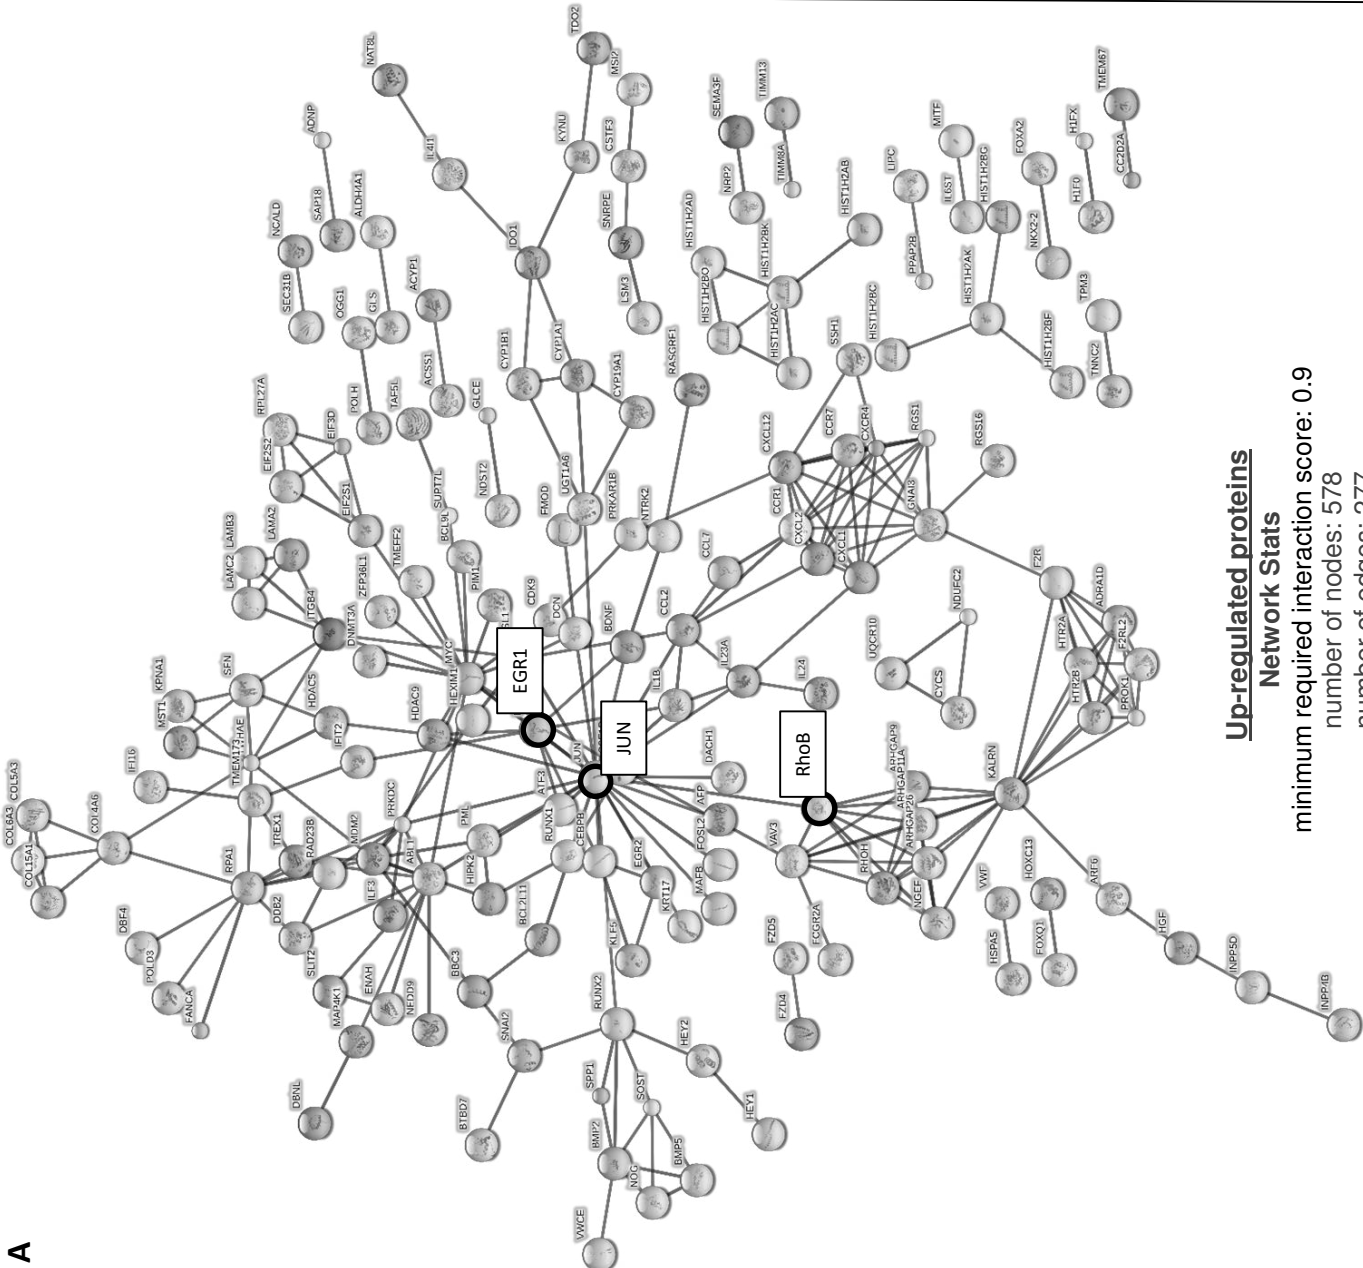 A
COL6A3
COL5A3
COL15A1
COL4A6
DBF4
POLD3
FANCA
IFI16
MST1
KPNA1
SFN
TMEM173
HDAC5
IFIT2
RPA1
TREX1
RAD23B
DDB2
SLIT2
MDM2
PRKDC
ABL1
ILF3
ENAH
MAP4K1
NEDD9
DBNL
LAMC2
LAMB3
LAMA2
ITGB4
DNMT3A
ZFP36L1
TMEFF2
RPL27A
EIF2S2
EIF3D
EIF2S1
SEC31B
NCALD
SAP18
ADNP
ALDH4A1
OGG1
GLS
POLH
TAF5L
SUPT7L
BCL9L
ACYP1
ACSS1
GLCE
NDST2
NAT8L
IL4I1
IDO1
KYNU
TDO2
MSI2
CSTF3
SNRPE
LSM3
CYP1B1
CYP1A1
CYP19A1
UGT1A6
FMOD
PRKAR1B
NTRK2
RASGRF1
PIM1
CDK9
DCN
BDNF
MYC
HEXIM1
HDAC9
EGR1
JUN
JUN
ATF3
RUNX1
CEBPB
PML
HIPK2
BCL2L11
BBC3
SNAI2
BTBD7
EGR2
KRT17
KLF5
RUNX2
SPP1
SOST
BMP2
NOG
BMP5
VWCE
HEY2
HEY1
DACH1
AFP
FOSL2
MAFB
CCL7
CCL2
IL1B
IL23A
IL24
SEMA3F
NRP2
TIMM13
TIMM8A
HIST1H2AD
HIST1H2BO
HIST1H2BK
HIST1H2AC
HIST1H2AB
LIPC
PPAP2B
MITF
IL6ST
HIST1H2BG
HIST1H2AK
HIST1H2BC
HIST1H2BF
FOXA2
NKX2-2
H1FX
H1F0
TMEM67
CC2D2A
TPM3
TNNC2
SSH1
CXCL12
CCR7
CXCR4
RGS1
RGS16
CCR1
CXCL2
CXCL1
GNAI3
F2R
ADRA1D
HTR2A
F2RL2
HTR2B
PROK1
UQCR10
NDUFC2
CYCS
RhoB
ARHGAP9
ARHGAP11A
ARHGAP26
KALRN
VAV3
RHOH
NGEF
FCGR2A
FZD5
FZD4
VWF
HSPA5
HOXC13
FOXQ1
ARF6
HGF
INPP5D
INPP4B
Up-regulated proteins
Network Stats
minimum required interaction score: 0.9
number of nodes: 578
number of edges: 277